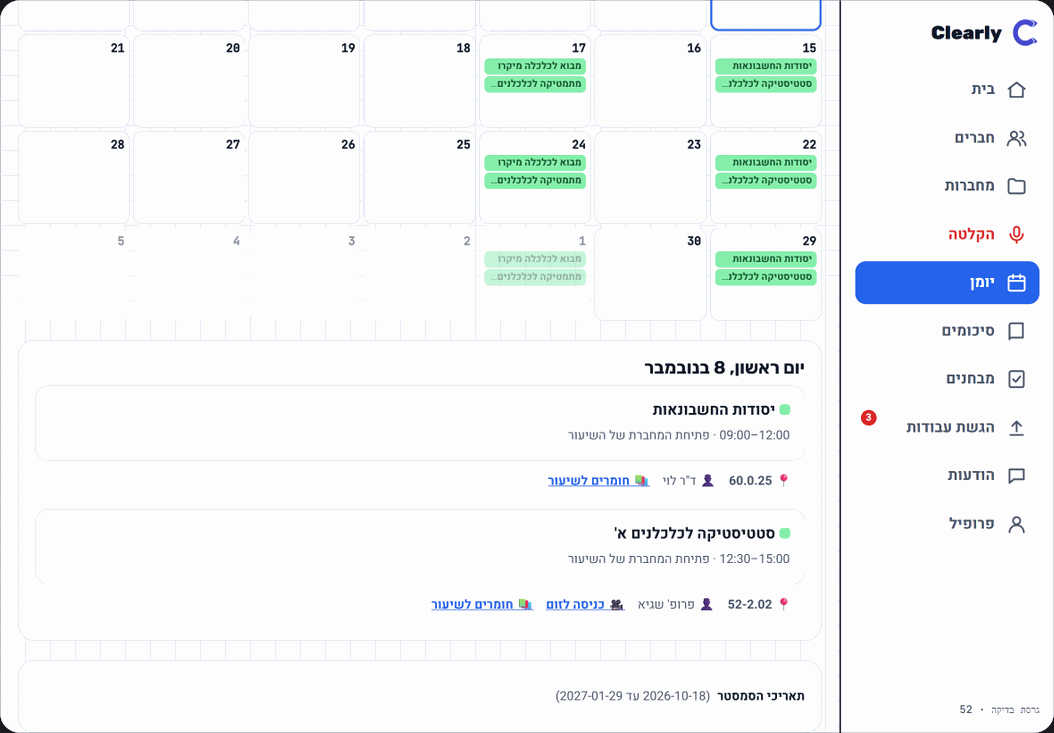 Clearly
בית
חברים
מחברות
הקלטה
יומן
סיכומים
מבחנים
הגשת עבודות 3
הודעות
פרופיל
גרסת בדיקה · 52
15 16 17 18 19 20 21
יסודות החשבונאות מבוא לכלכלה מיקרו
סטטיסטיקה לכלכלנ... מתמטיקה לכלכלנים...
22 23 24 25 26 27 28
יסודות החשבונאות מבוא לכלכלה מיקרו
סטטיסטיקה לכלכלנ... מתמטיקה לכלכלנים...
29 30 1 2 3 4 5
יסודות החשבונאות מבוא לכלכלה מיקרו
סטטיסטיקה לכלכלנ... מתמטיקה לכלכלנים...
יום ראשון, 8 בנובמבר
יסודות החשבונאות
09:00–12:00 · פתיחת המחברת של השיעור
📍 60.0.25 👤 ד"ר לוי 📚 חומרים לשיעור
סטטיסטיקה לכלכלנים א'
12:30–15:00 · פתיחת המחברת של השיעור
📍 52-2.02 👤 פרופ' שגיא 🎥 כניסה לזום 📚 חומרים לשיעור
תאריכי הסמסטר (2026-10-18 עד 2027-01-29)